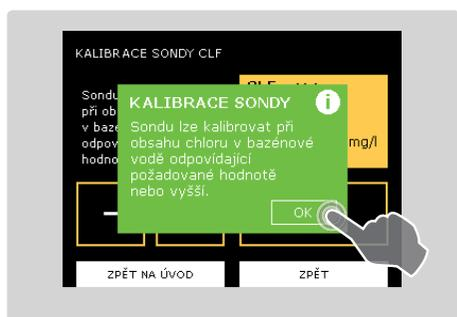 KALIBRACE SONDY CLF
Sondu
při ob
v baze
odpov
hodno
mg/l
KALIBRACE SONDY
Sondu lze kalibrovat při
obsahu chloru v bazénové
vodě odpovídající
požadované hodnotě
nebo vyšší.
OK
ZPĚT NA ÚVOD
ZPĚT